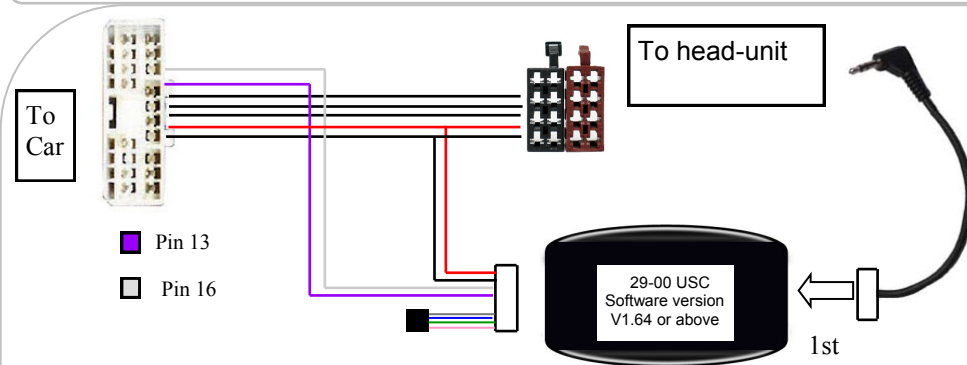 To head-unit
To
Car
Pin 13
Pin 16
29-00 USC
Software version
V1.64 or above
1st